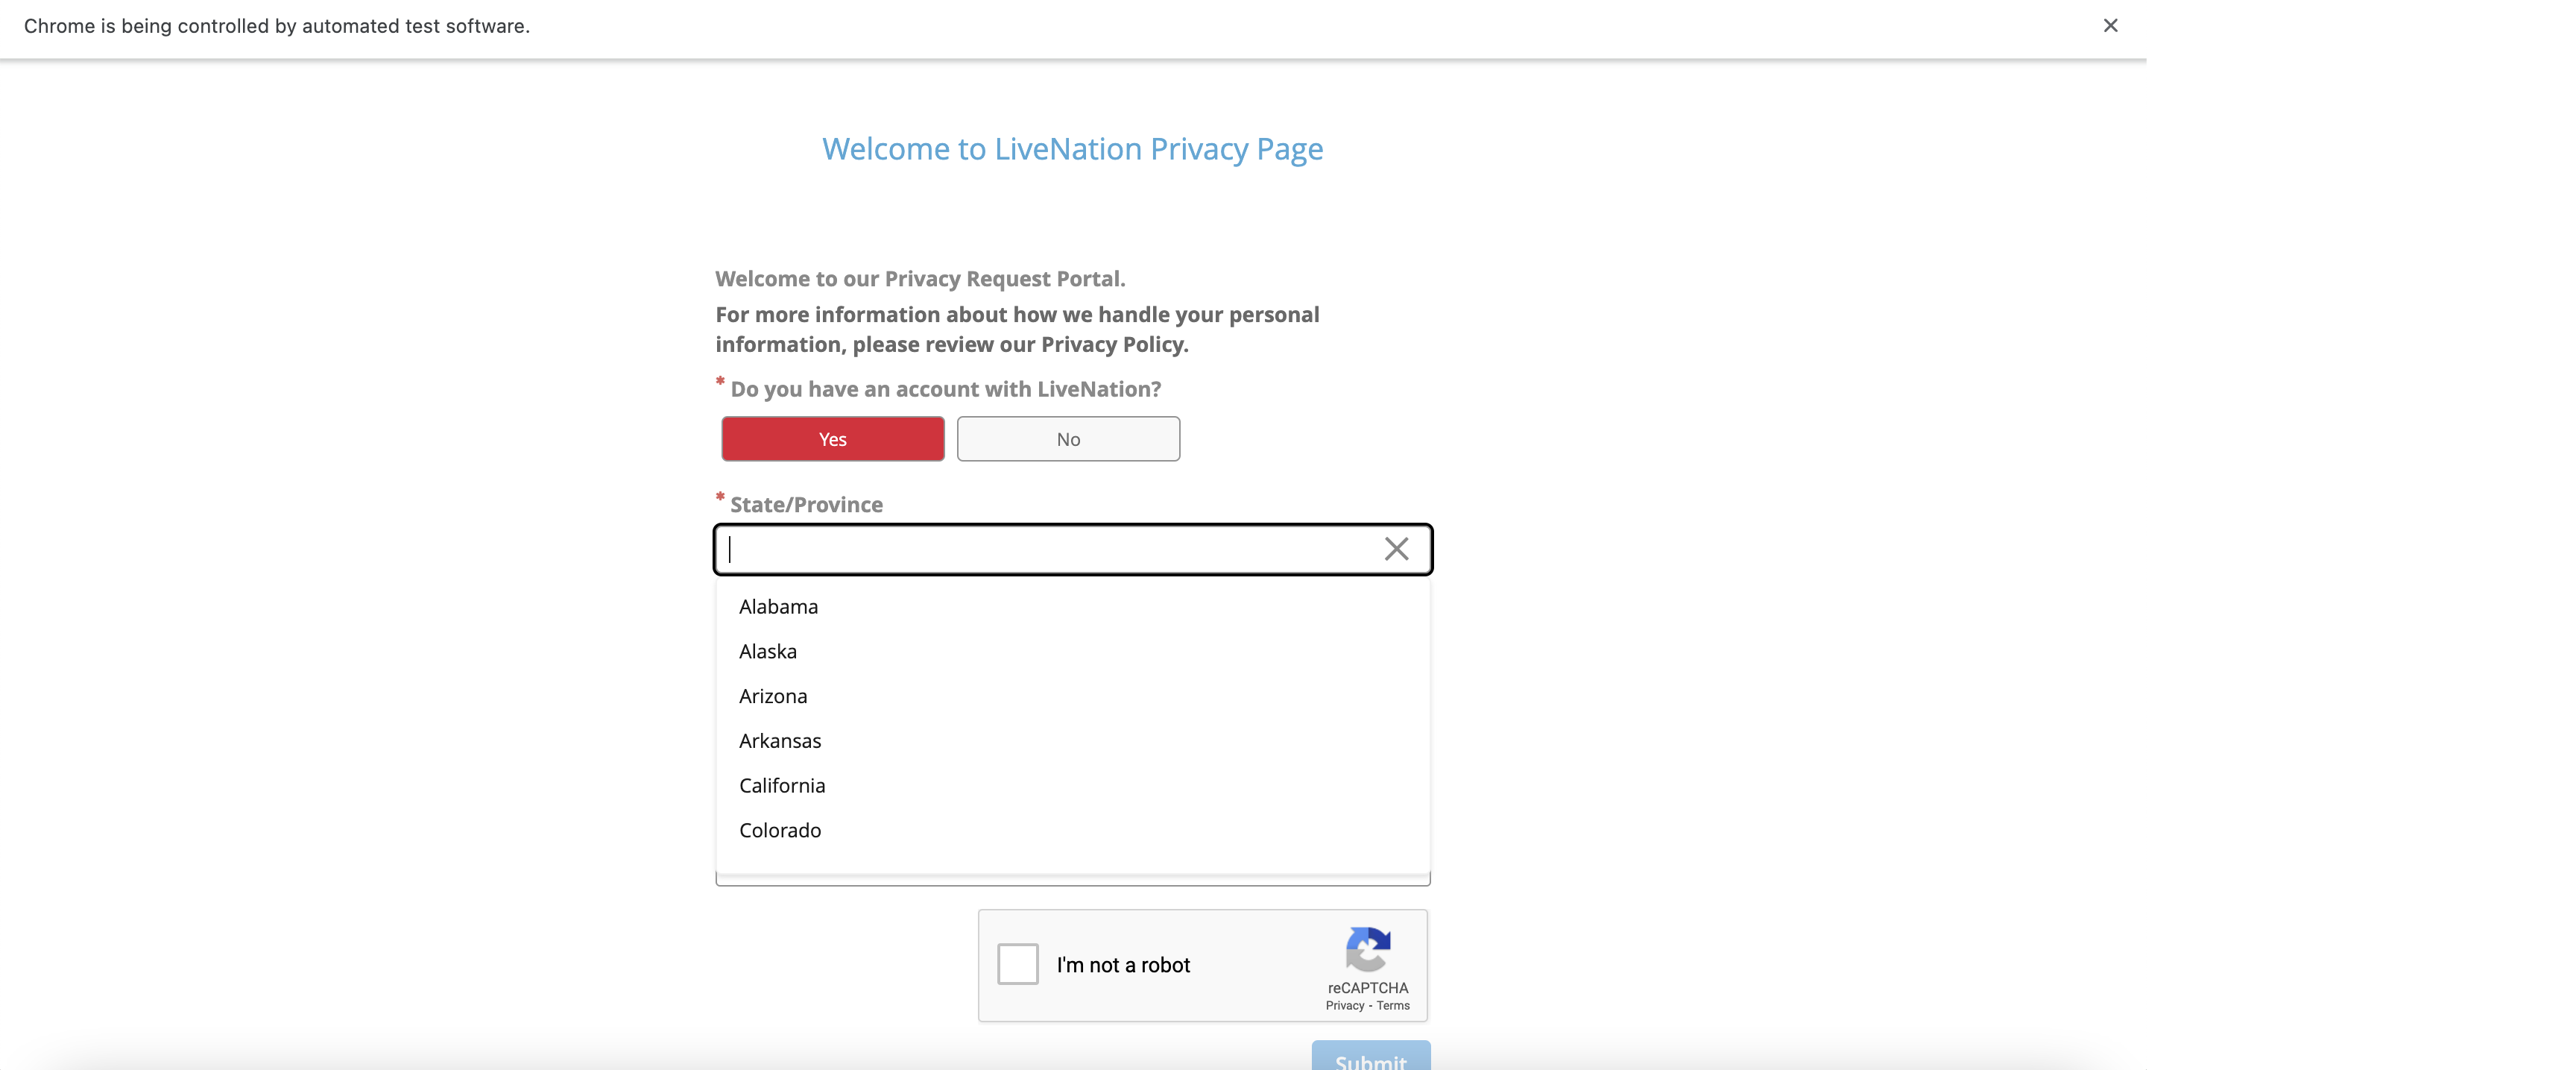 Chrome is being controlled by automated test software.
Welcome to LiveNation Privacy Page
Welcome to our Privacy Request Portal.
For more information about how we handle your personal
information, please review our Privacy Policy.
* Do you have an account with LiveNation?
Yes
No
* State/Province
Alabama
Alaska
Arizona
Arkansas
California
Colorado
I'm not a robot
reCAPTCHA
Privacy - Terms
Submit